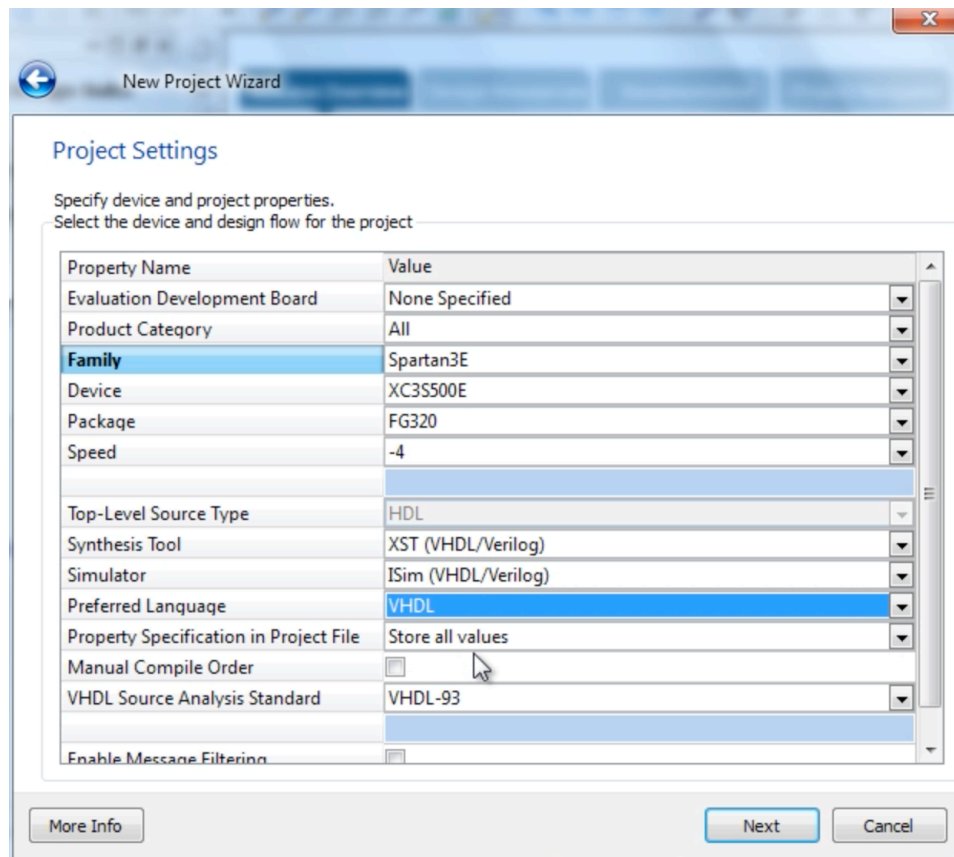 New Project Wizard
Project Settings
Specify device and project properties.
Select the device and design flow for the project
Property Name Value
Evaluation Development Board None Specified
Product Category All
Family Spartan3E
Device XC3S500E
Package FG320
Speed -4
Top-Level Source Type HDL
Synthesis Tool XST (VHDL/Verilog)
Simulator ISim (VHDL/Verilog)
Preferred Language VHDL
Property Specification in Project File Store all values
Manual Compile Order
VHDL Source Analysis Standard VHDL-93
Enable Message Filtering
More Info Next Cancel